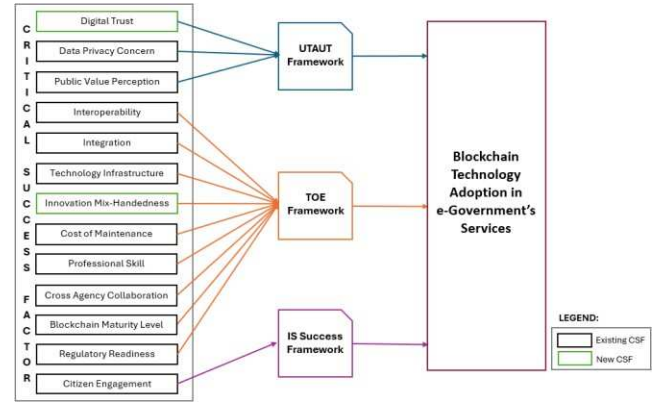 CRITICAL SUCCESS FACTOR
Digital Trust
Data Privacy Concern
Public Value Perception
Interoperability
Integration
Technology Infrastructure
Innovation Mix-Handedness
Cost of Maintenance
Professional Skill
Cross Agency Collaboration
Blockchain Maturity Level
Regulatory Readiness
Citizen Engagement
UTAUT
Framework
TOE
Framework
IS Success
Framework
Blockchain
Technology
Adoption in
e-Government’s
Services
LEGEND:
Existing CSF
New CSF